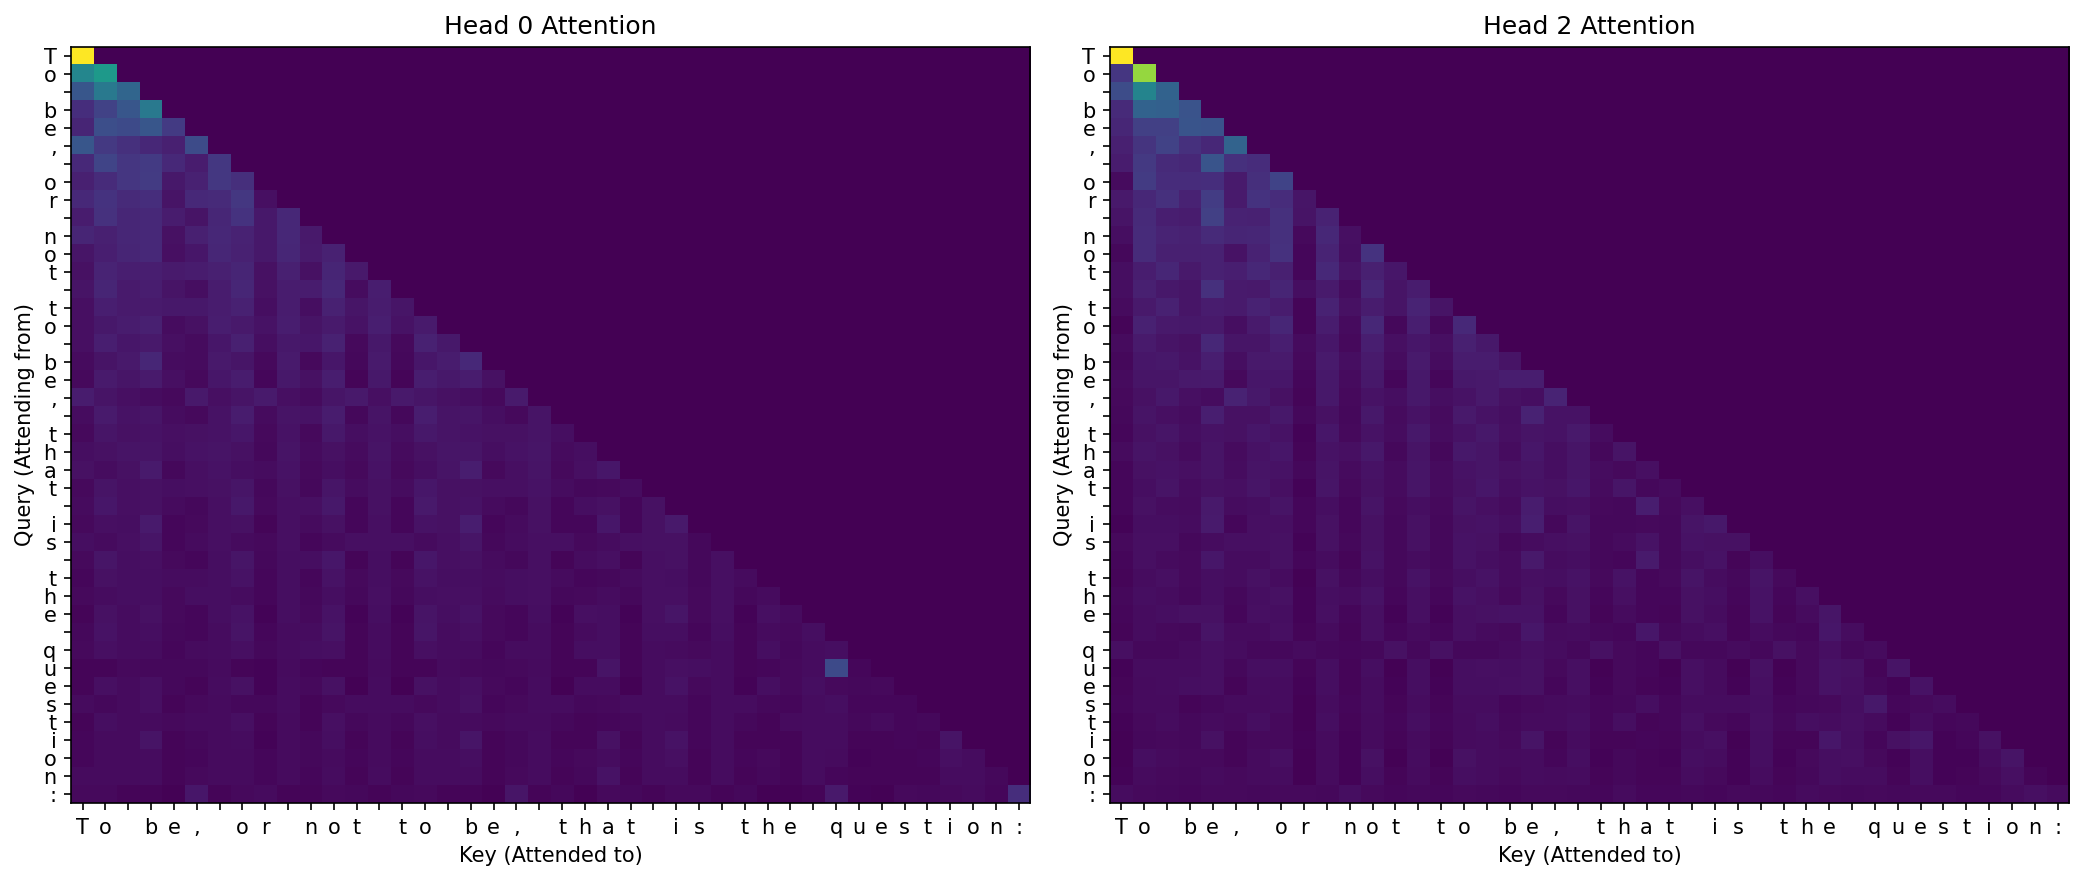 Head 0 Attention
Query (Attending from)
T
o
b
e
,
o
r
n
o
t
t
o
b
e
,
t
h
a
t
i
s
t
h
e
q
u
e
s
t
i
o
n
:
T o b e , o r n o t t o b e , t h a t i s t h e q u e s t i o n :
Key (Attended to)
Head 2 Attention
Query (Attending from)
T
o
b
e
,
o
r
n
o
t
t
o
b
e
,
t
h
a
t
i
s
t
h
e
q
u
e
s
t
i
o
n
:
T o b e , o r n o t t o b e , t h a t i s t h e q u e s t i o n :
Key (Attended to)